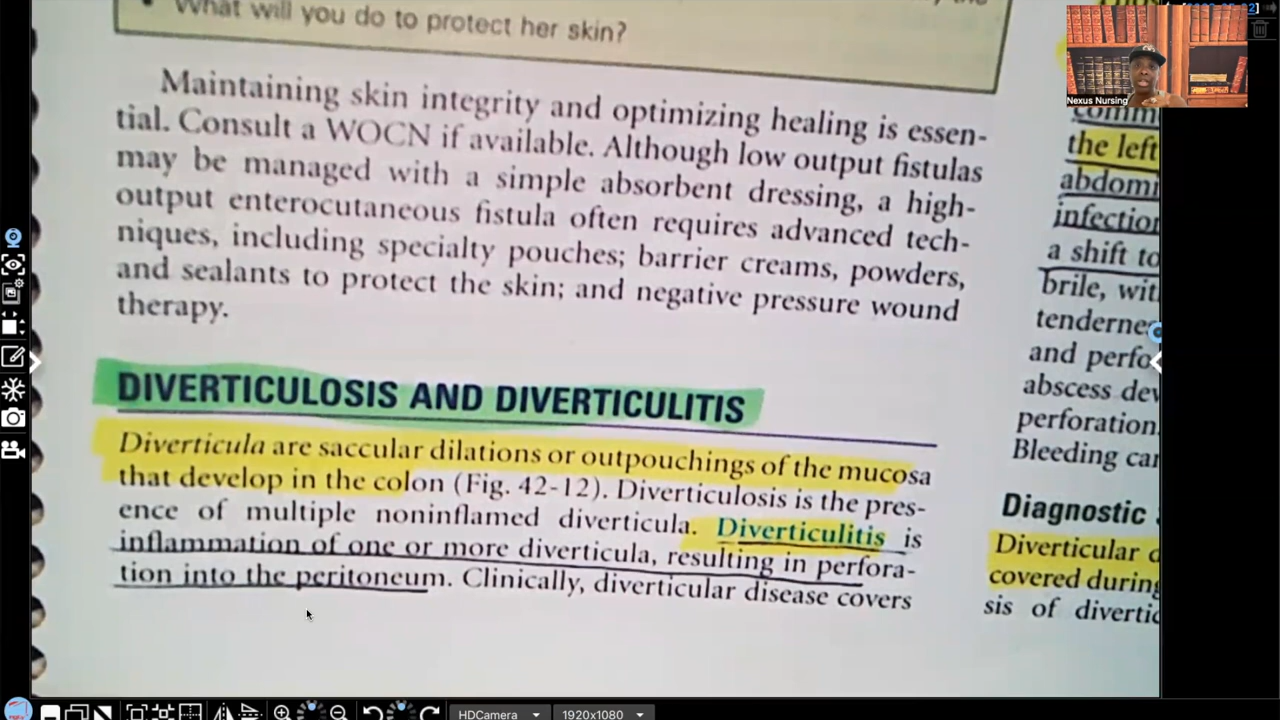 What will you do to protect her skin?
Maintaining skin integrity and optimizing healing is essen-
tial. Consult a WOCN if available. Although low output fistulas
may be managed with a simple absorbent dressing, a high-
output enterocutaneous fistula often requires advanced tech-
niques, including specialty pouches; barrier creams, powders,
and sealants to protect the skin; and negative pressure wound
therapy.
DIVERTICULOSIS AND DIVERTICULITIS
Diverticula are saccular dilations or outpouchings of the mucosa
that develop in the colon (Fig. 42-12). Diverticulosis is the pres-
ence of multiple noninflamed diverticula. Diverticulitis is
inflammation of one or more diverticula, resulting in perfora-
tion into the peritoneum. Clinically, diverticular disease covers
the left
infection
a shift to
brile,
and perfo
abscess dev
perforation
Bleeding
Diagnostic
Diverticular
covered during
sis of divertic
Nexus Nursing
HDCamera
1920x1080